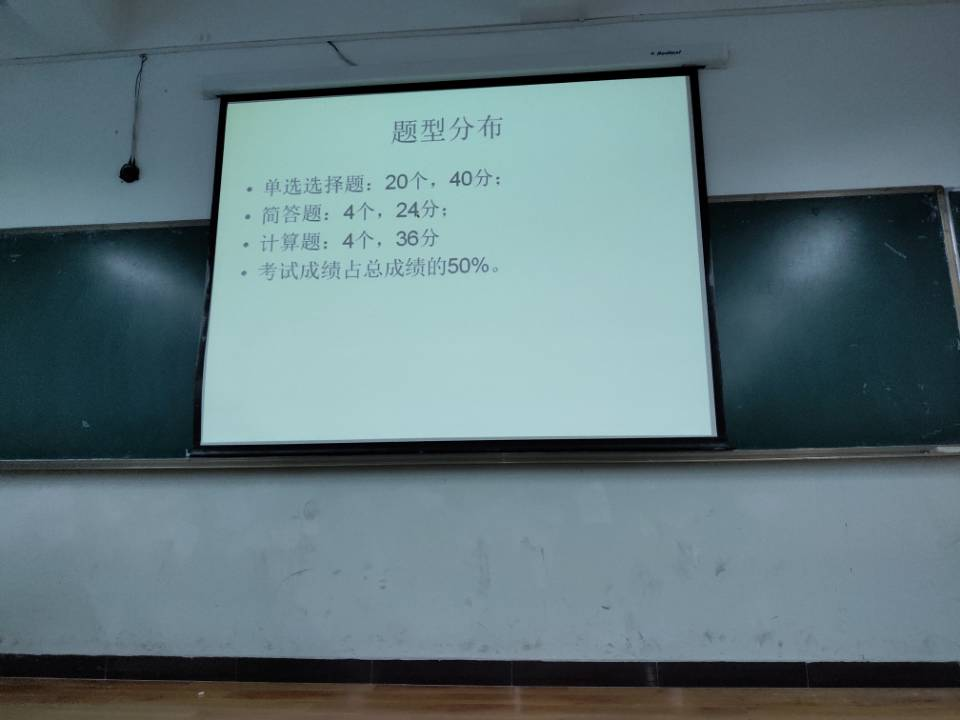 题型分布
• 单选选择题：20个，40分；
• 简答题：4个，24分；
• 计算题：4个，36分
• 考试成绩占总成绩的50%。